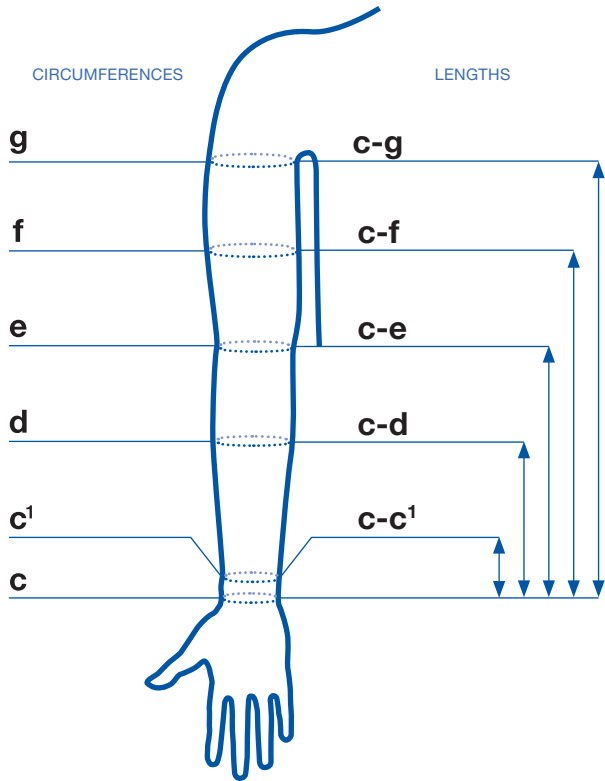 CIRCUMFERENCES LENGTHS
g c-g
f c-f
e c-e
d c-d
c¹ c-c¹
c